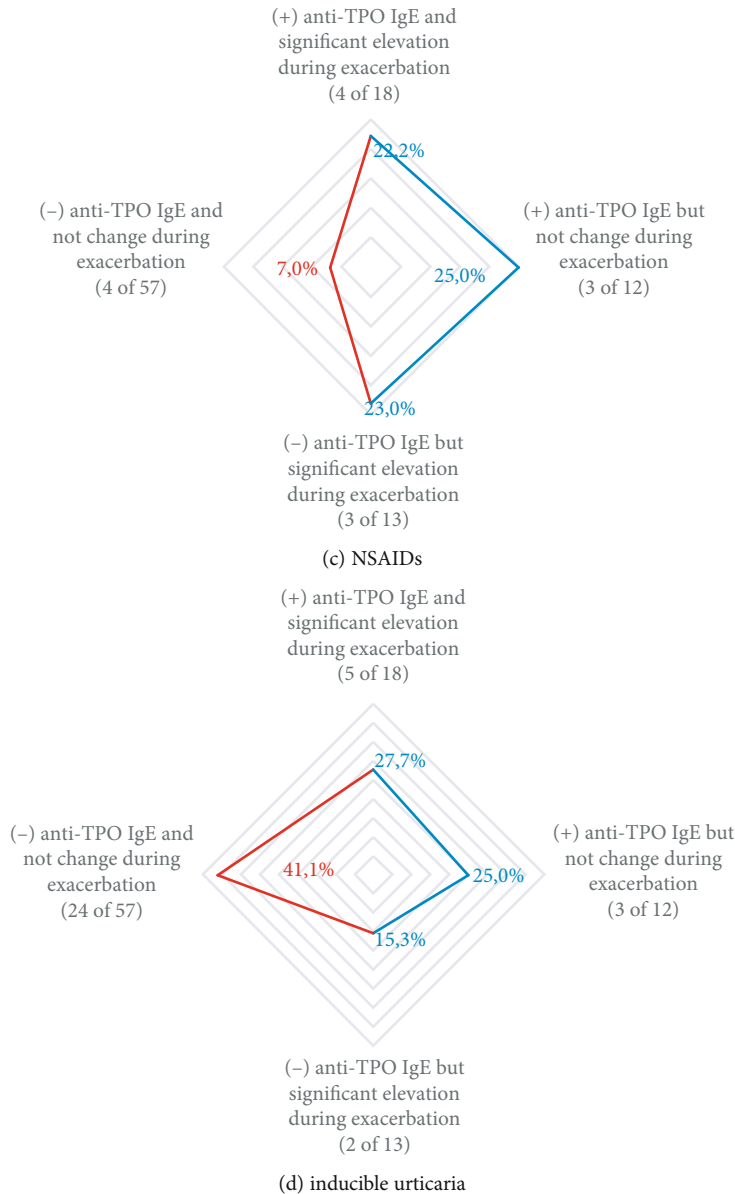 (+) anti-TPO IgE and
significant elevation
during exacerbation
(4 of 18)
22,2%
(–) anti-TPO IgE and
not change during
exacerbation
(4 of 57)
7,0%
25,0%
(+) anti-TPO IgE but
not change during
exacerbation
(3 of 12)
23,0%
(–) anti-TPO IgE but
significant elevation
during exacerbation
(3 of 13)
(c) NSAIDs
(+) anti-TPO IgE and
significant elevation
during exacerbation
(5 of 18)
27,7%
(–) anti-TPO IgE and
not change during
exacerbation
(24 of 57)
41,1%
25,0%
(+) anti-TPO IgE but
not change during
exacerbation
(3 of 12)
15,3%
(–) anti-TPO IgE but
significant elevation
during exacerbation
(2 of 13)
(d) inducible urticaria